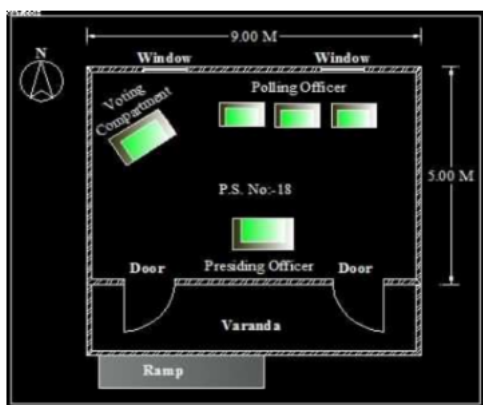 9.00 M
N
Window
Window
Voting
Compartment
Polling Officer
5.00 M
P.S. No:-18
Door
Presiding Officer
Door
Varanda
Ramp